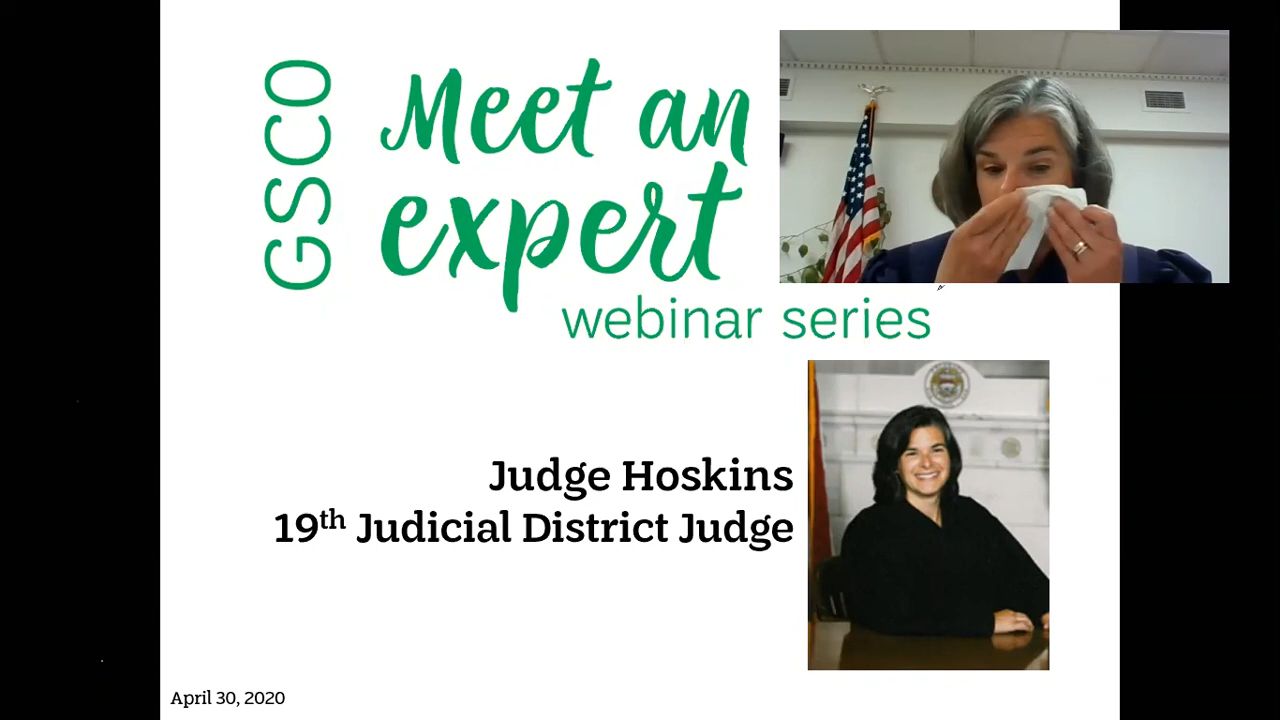 GSCO
Meet an
expert
webinar series
Judge Hoskins
19th Judicial District Judge
April 30, 2020